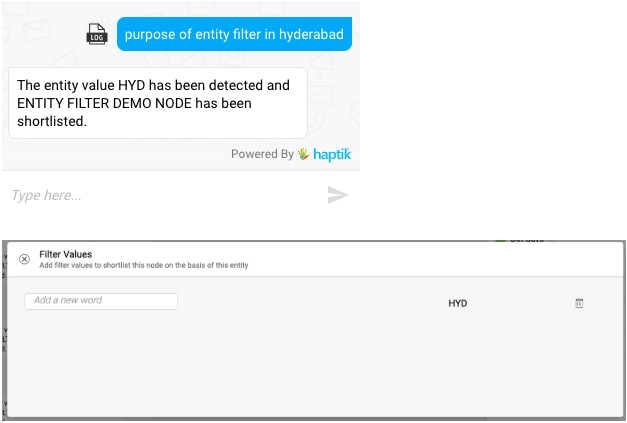 LOG
purpose of entity filter in hyderabad
The entity value HYD has been detected and
ENTITY FILTER DEMO NODE has been
shortlisted.
Powered By haptik
Type here...
Filter Values
Add filter values to shortlist this node on the basis of this entity
Add a new word
HYD